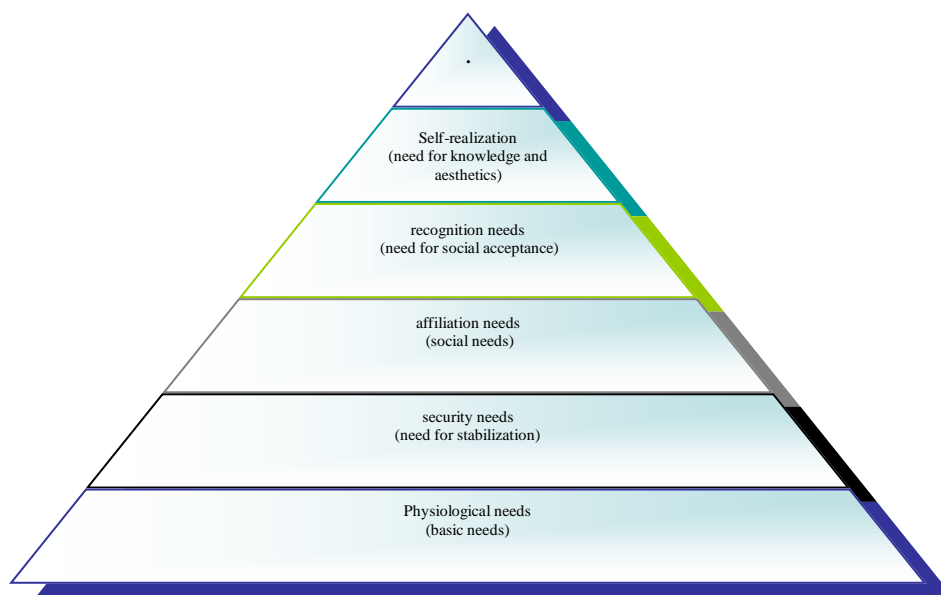 .
Self-realization
(need for knowledge and
aesthetics)
recognition needs
(need for social acceptance)
affiliation needs
(social needs)
security needs
(need for stabilization)
Physiological needs
(basic needs)